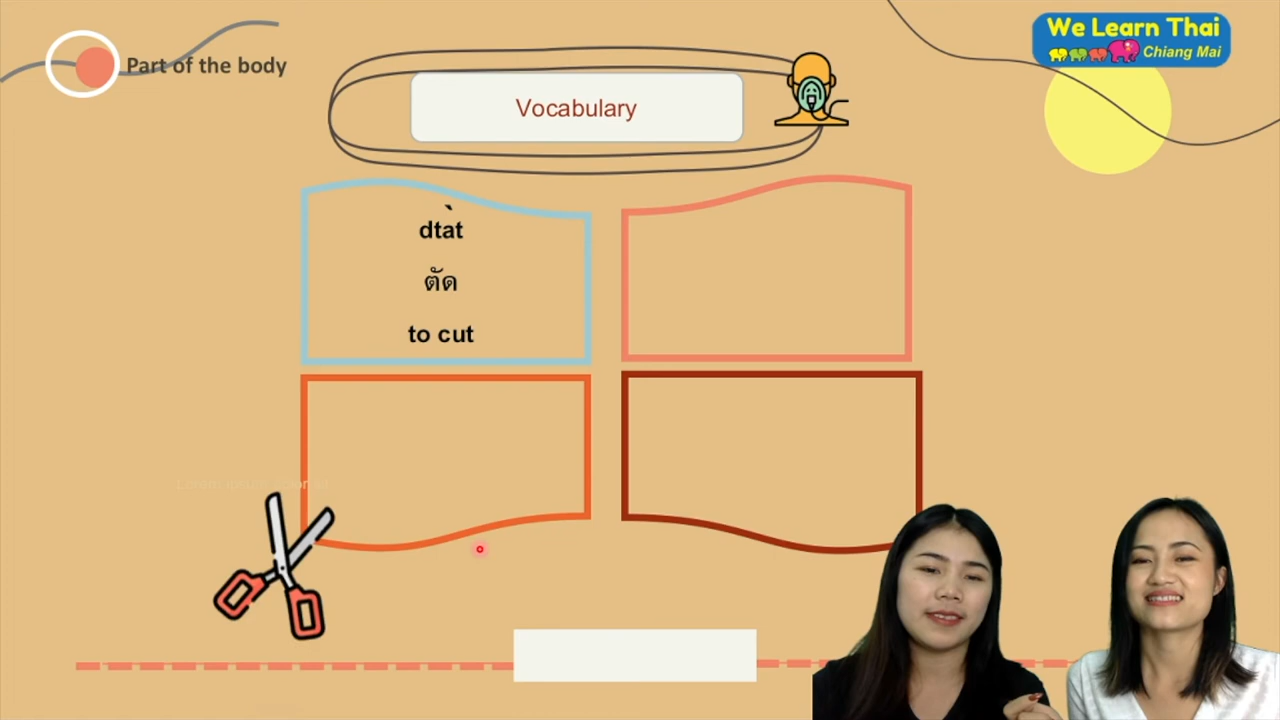 Part of the body
We Learn Thai
Chiang Mai
Vocabulary
dtàt
ตัด
to cut